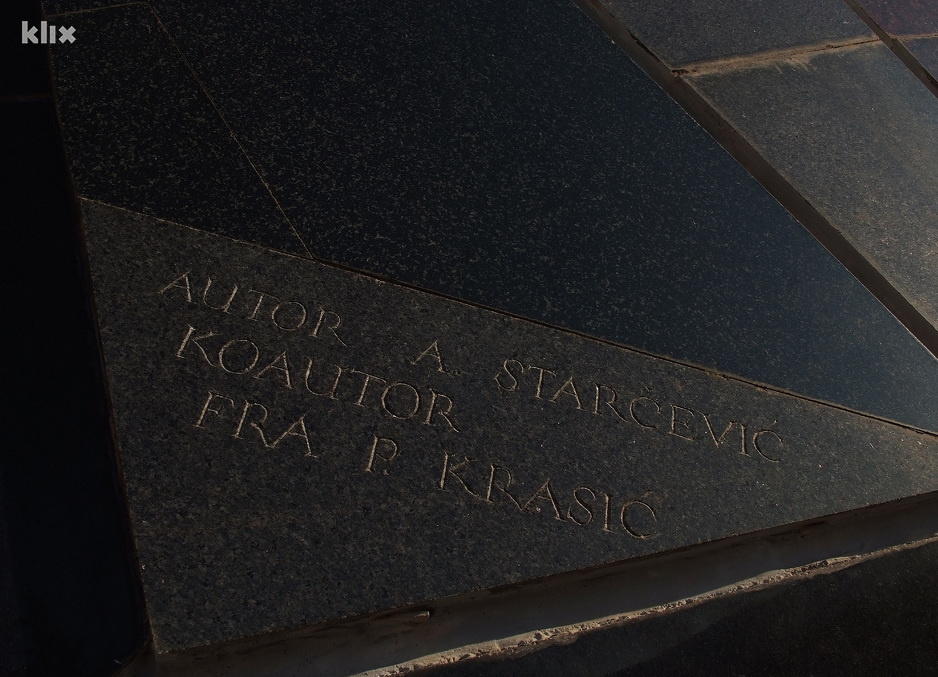 klix
AUTOR A. STARČEVIĆ
KOAUTOR
FRA P. KRASIĆ